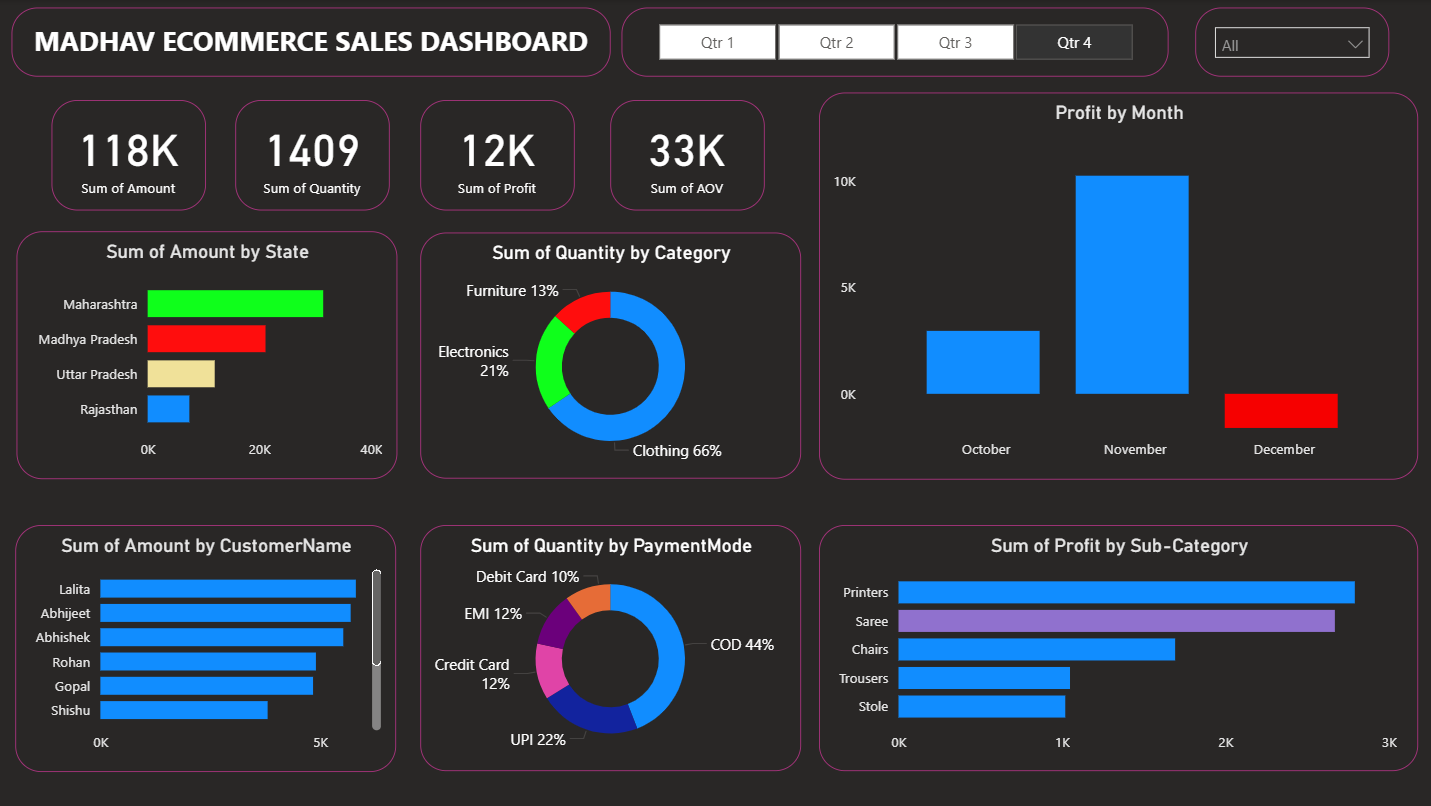 MADHAV ECOMMERCE SALES DASHBOARD
Qtr 1
Qtr 2
Qtr 3
Qtr 4
All
118K
Sum of Amount
1409
Sum of Quantity
12K
Sum of Profit
33K
Sum of AOV
Profit by Month
10K
5K
0K
October
November
December
Sum of Amount by State
Maharashtra
Madhya Pradesh
Uttar Pradesh
Rajasthan
0K
20K
40K
Sum of Quantity by Category
Furniture 13%
Electronics
21%
Clothing 66%
Sum of Amount by CustomerName
Lalita
Abhijeet
Abhishek
Rohan
Gopal
Shishu
0K
5K
Sum of Quantity by PaymentMode
Debit Card 10%
EMI 12%
COD 44%
Credit Card
12%
UPI 22%
Sum of Profit by Sub-Category
Printers
Saree
Chairs
Trousers
Stole
0K
1K
2K
3K